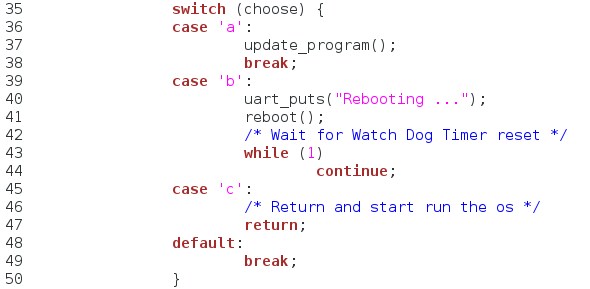 35                 switch (choose) {
36                 case 'a':
37                         update_program();
38                         break;
39                 case 'b':
40                         uart_puts("Rebooting ...");
41                         reboot();
42                         /* Wait for Watch Dog Timer reset */
43                         while (1)
44                                 continue;
45                 case 'c':
46                         /* Return and start run the os */
47                         return;
48                 default:
49                         break;
50                 }